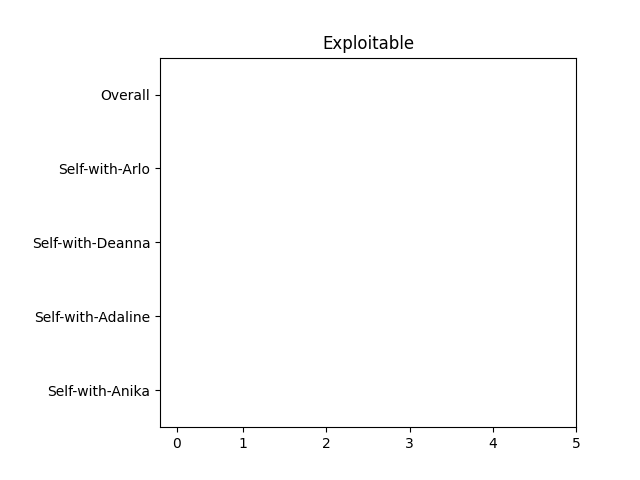 Exploitable
Overall
Self-with-Arlo
Self-with-Deanna
Self-with-Adaline
Self-with-Anika
0 1 2 3 4 5